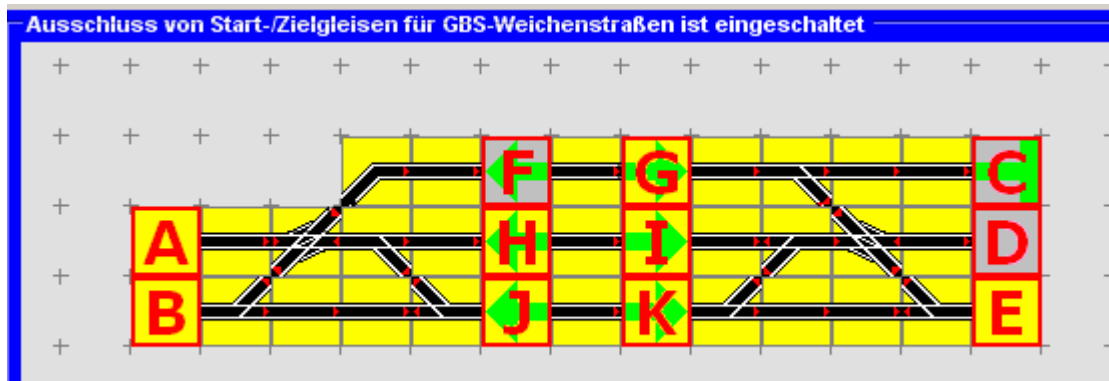 Ausschluss von Start-/Zielgleisen für GBS-Weichenstraßen ist eingeschaltet
F G C
A H I D
B J K E